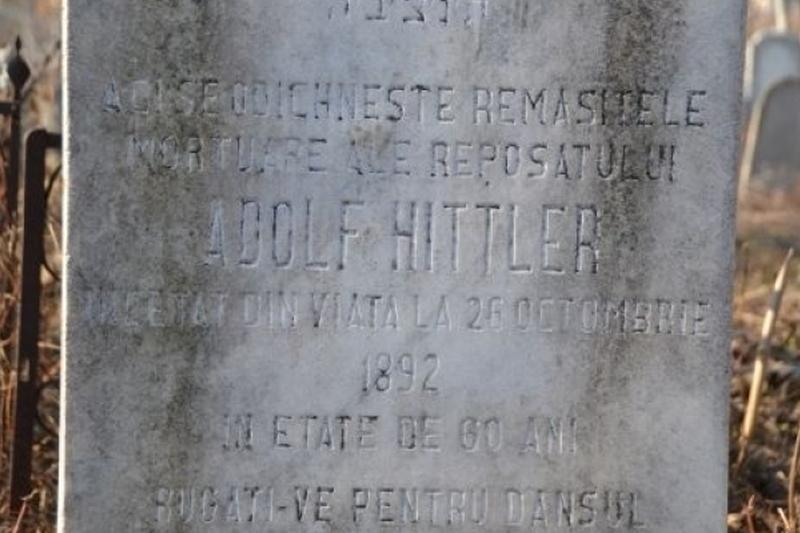 ACI SE ODICHNESTE REMASITELE
MORTUARE ALE REPOSATULUI
ADOLF HITTLER
INCETAT DIN VIATA LA 26 OCTOMBRIE
1892
IN ETATE DE 60 ANI
RUGATI-VE PENTRU DANSUL